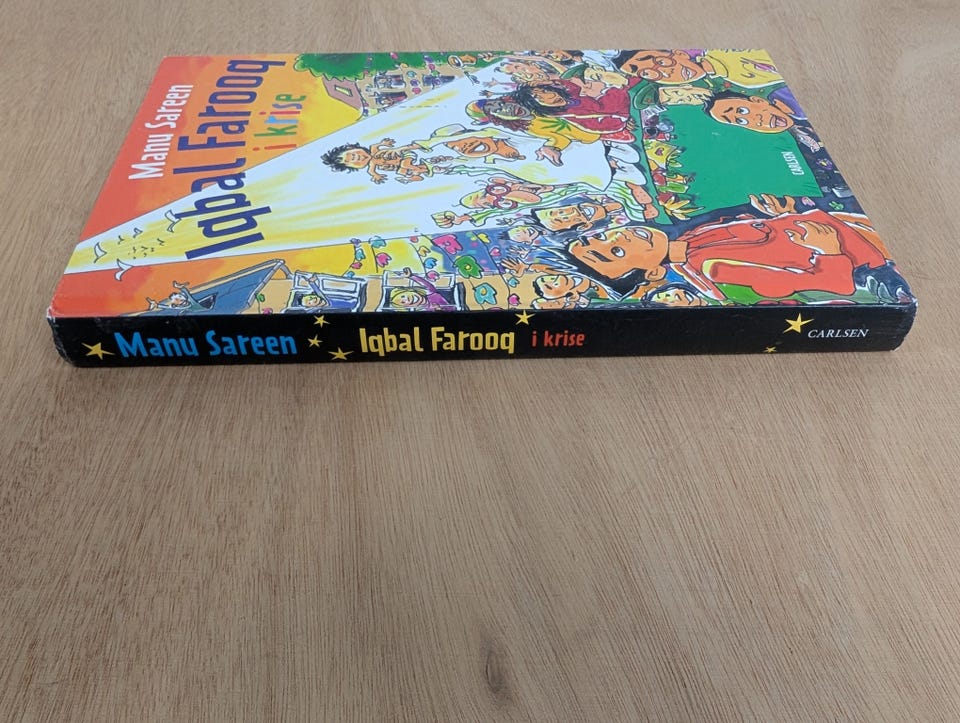 Manu Sareen
Iqbal Farooq
i krise
CARLSEN
Manu Sareen Iqbal Farooq i krise CARLSEN